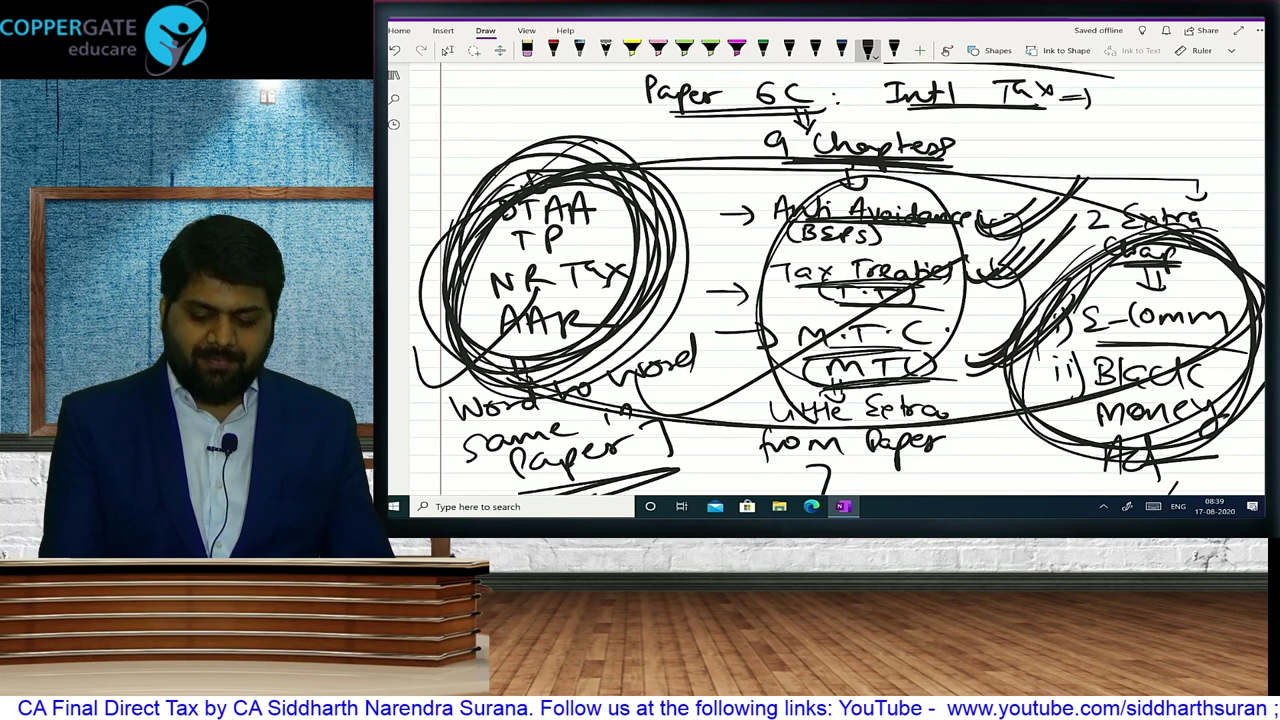 COPPERGATE
educare
Home Insert Draw View Help
Saved offline
Share
Shapes
Ink to Shape
Ink to Text
Ruler
Paper 6C : Intl Tax
9 Chapters
DTAA
TP
NR Tax
AAR
Word to word
same in
Paper 7
Anti Avoidance
(BEPS)
Tax Treaties
T.T
M.T.C.
(MTC)
Little Extra
from Paper
7
2 Extra
Chap
i) E-Comm
ii) Black
Money
Act
Type here to search
ENG
08:39
17-08-2020
CA Final Direct Tax by CA Siddharth Narendra Surana. Follow us at the following links: YouTube - www.youtube.com/siddharthsuran ;